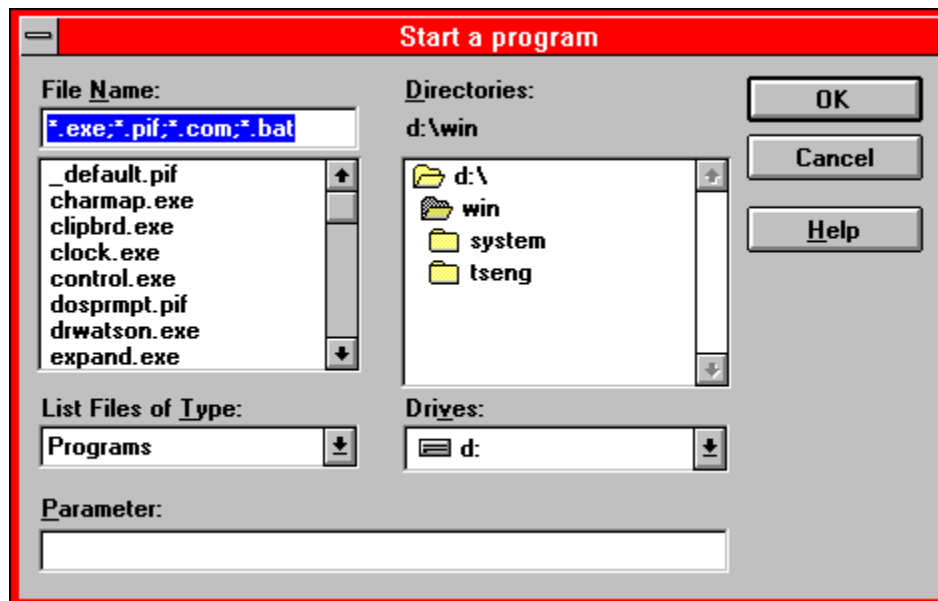 Start a program
File Name:
*.exe;*.pif;*.com;*.bat
_default.pif
charmap.exe
clipbrd.exe
clock.exe
control.exe
dosprmpt.pif
drwatson.exe
expand.exe
List Files of Type:
Programs
Directories:
d:\win
d:\
win
system
tseng
Drives:
d:
OK
Cancel
Help
Parameter: